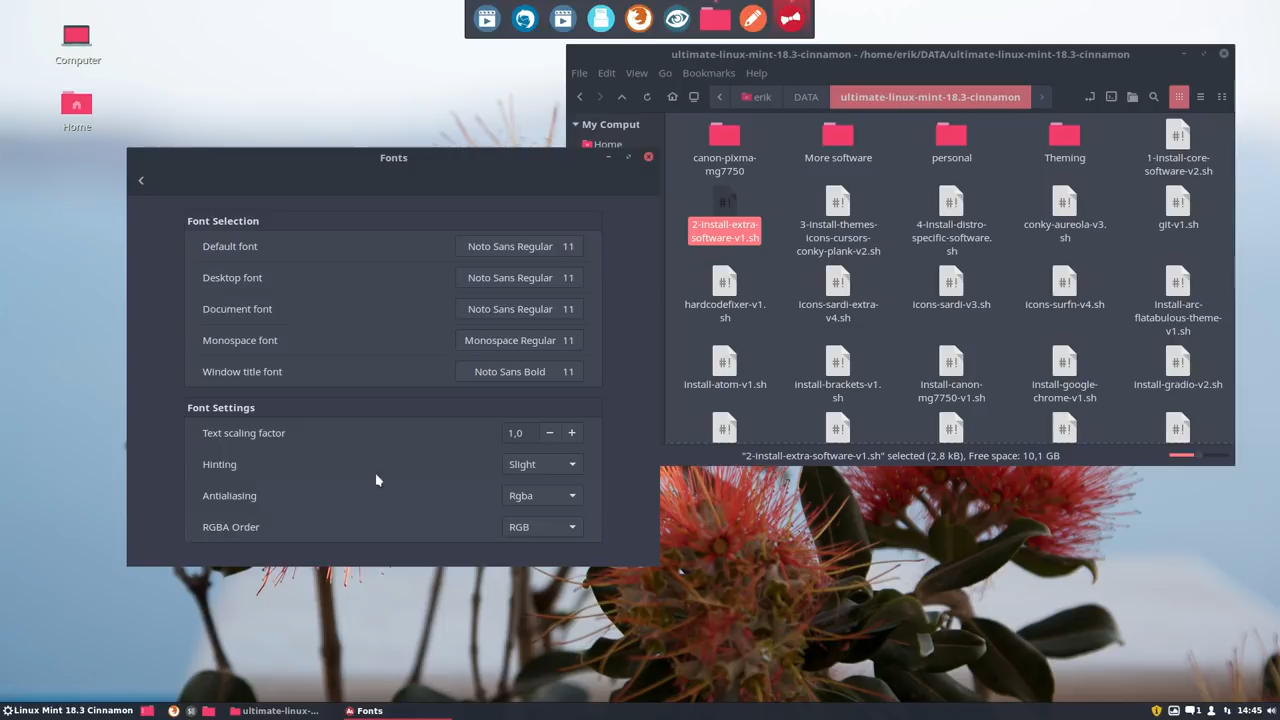 Computer
Home
ultimate-linux-mint-18.3-cinnamon - /home/erik/DATA/ultimate-linux-mint-18.3-cinnamon
File Edit View Go Bookmarks Help
erik DATA ultimate-linux-mint-18.3-cinnamon
My Comput
Home
canon-pixma-
mg7750
More software
personal
Theming
1-install-core-
software-v2.sh
2-install-extra-
software-v1.sh
3-install-themes-
icons-cursors-
conky-plank-v2.sh
4-install-distro-
specific-software.
sh
conky-aureola-v3.
sh
git-v1.sh
hardcodefixer-v1.
sh
icons-sardi-extra-
v4.sh
icons-sardi-v3.sh
icons-surfn-v4.sh
install-arc-
flatabulous-theme-
v1.sh
install-atom-v1.sh
install-brackets-v1.
sh
install-canon-
mg7750-v1.sh
install-google-
chrome-v1.sh
install-gradio-v2.sh
"2-install-extra-software-v1.sh" selected (2,8 kB), Free space: 10,1 GB
Fonts
Font Selection
Default font Noto Sans Regular 11
Desktop font Noto Sans Regular 11
Document font Noto Sans Regular 11
Monospace font Monospace Regular 11
Window title font Noto Sans Bold 11
Font Settings
Text scaling factor 1,0 − +
Hinting Slight
Antialiasing Rgba
RGBA Order RGB
Linux Mint 18.3 Cinnamon ultimate-linux-... Fonts 1 14:45